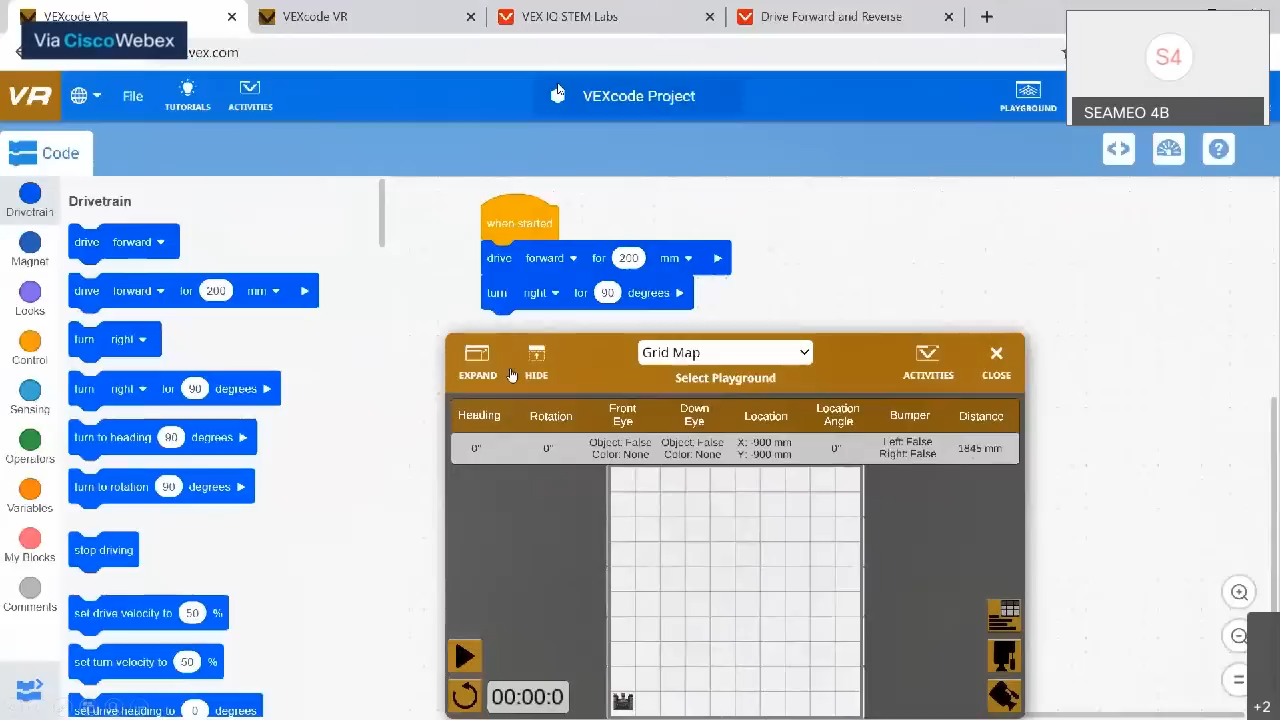 VEXcode VR
VEXcode VR
VEX IQ STEM Labs
Drive Forward and Reverse
Via CiscoWebex
vex.com
S4
SEAMEO 4B
VR
File
TUTORIALS
ACTIVITIES
VEXcode Project
PLAYGROUND
Code
Drivetrain
Magnet
Looks
Control
Sensing
Operators
Variables
My Blocks
Comments
Drivetrain
drive forward
drive forward for 200 mm
turn right
turn right for 90 degrees
turn to heading 90 degrees
turn to rotation 90 degrees
stop driving
set drive velocity to 50 %
set turn velocity to 50 %
set drive heading to 0 degrees
when started
drive forward for 200 mm
turn right for 90 degrees
EXPAND
HIDE
Grid Map
Select Playground
ACTIVITIES
CLOSE
Heading Rotation Front Eye Down Eye Location Location Angle Bumper Distance
0° 0° Object: False Color: None Object: False Color: None X: -900 mm Y: -900 mm 0° Left: False Right: False 1845 mm
00:00:0
+2